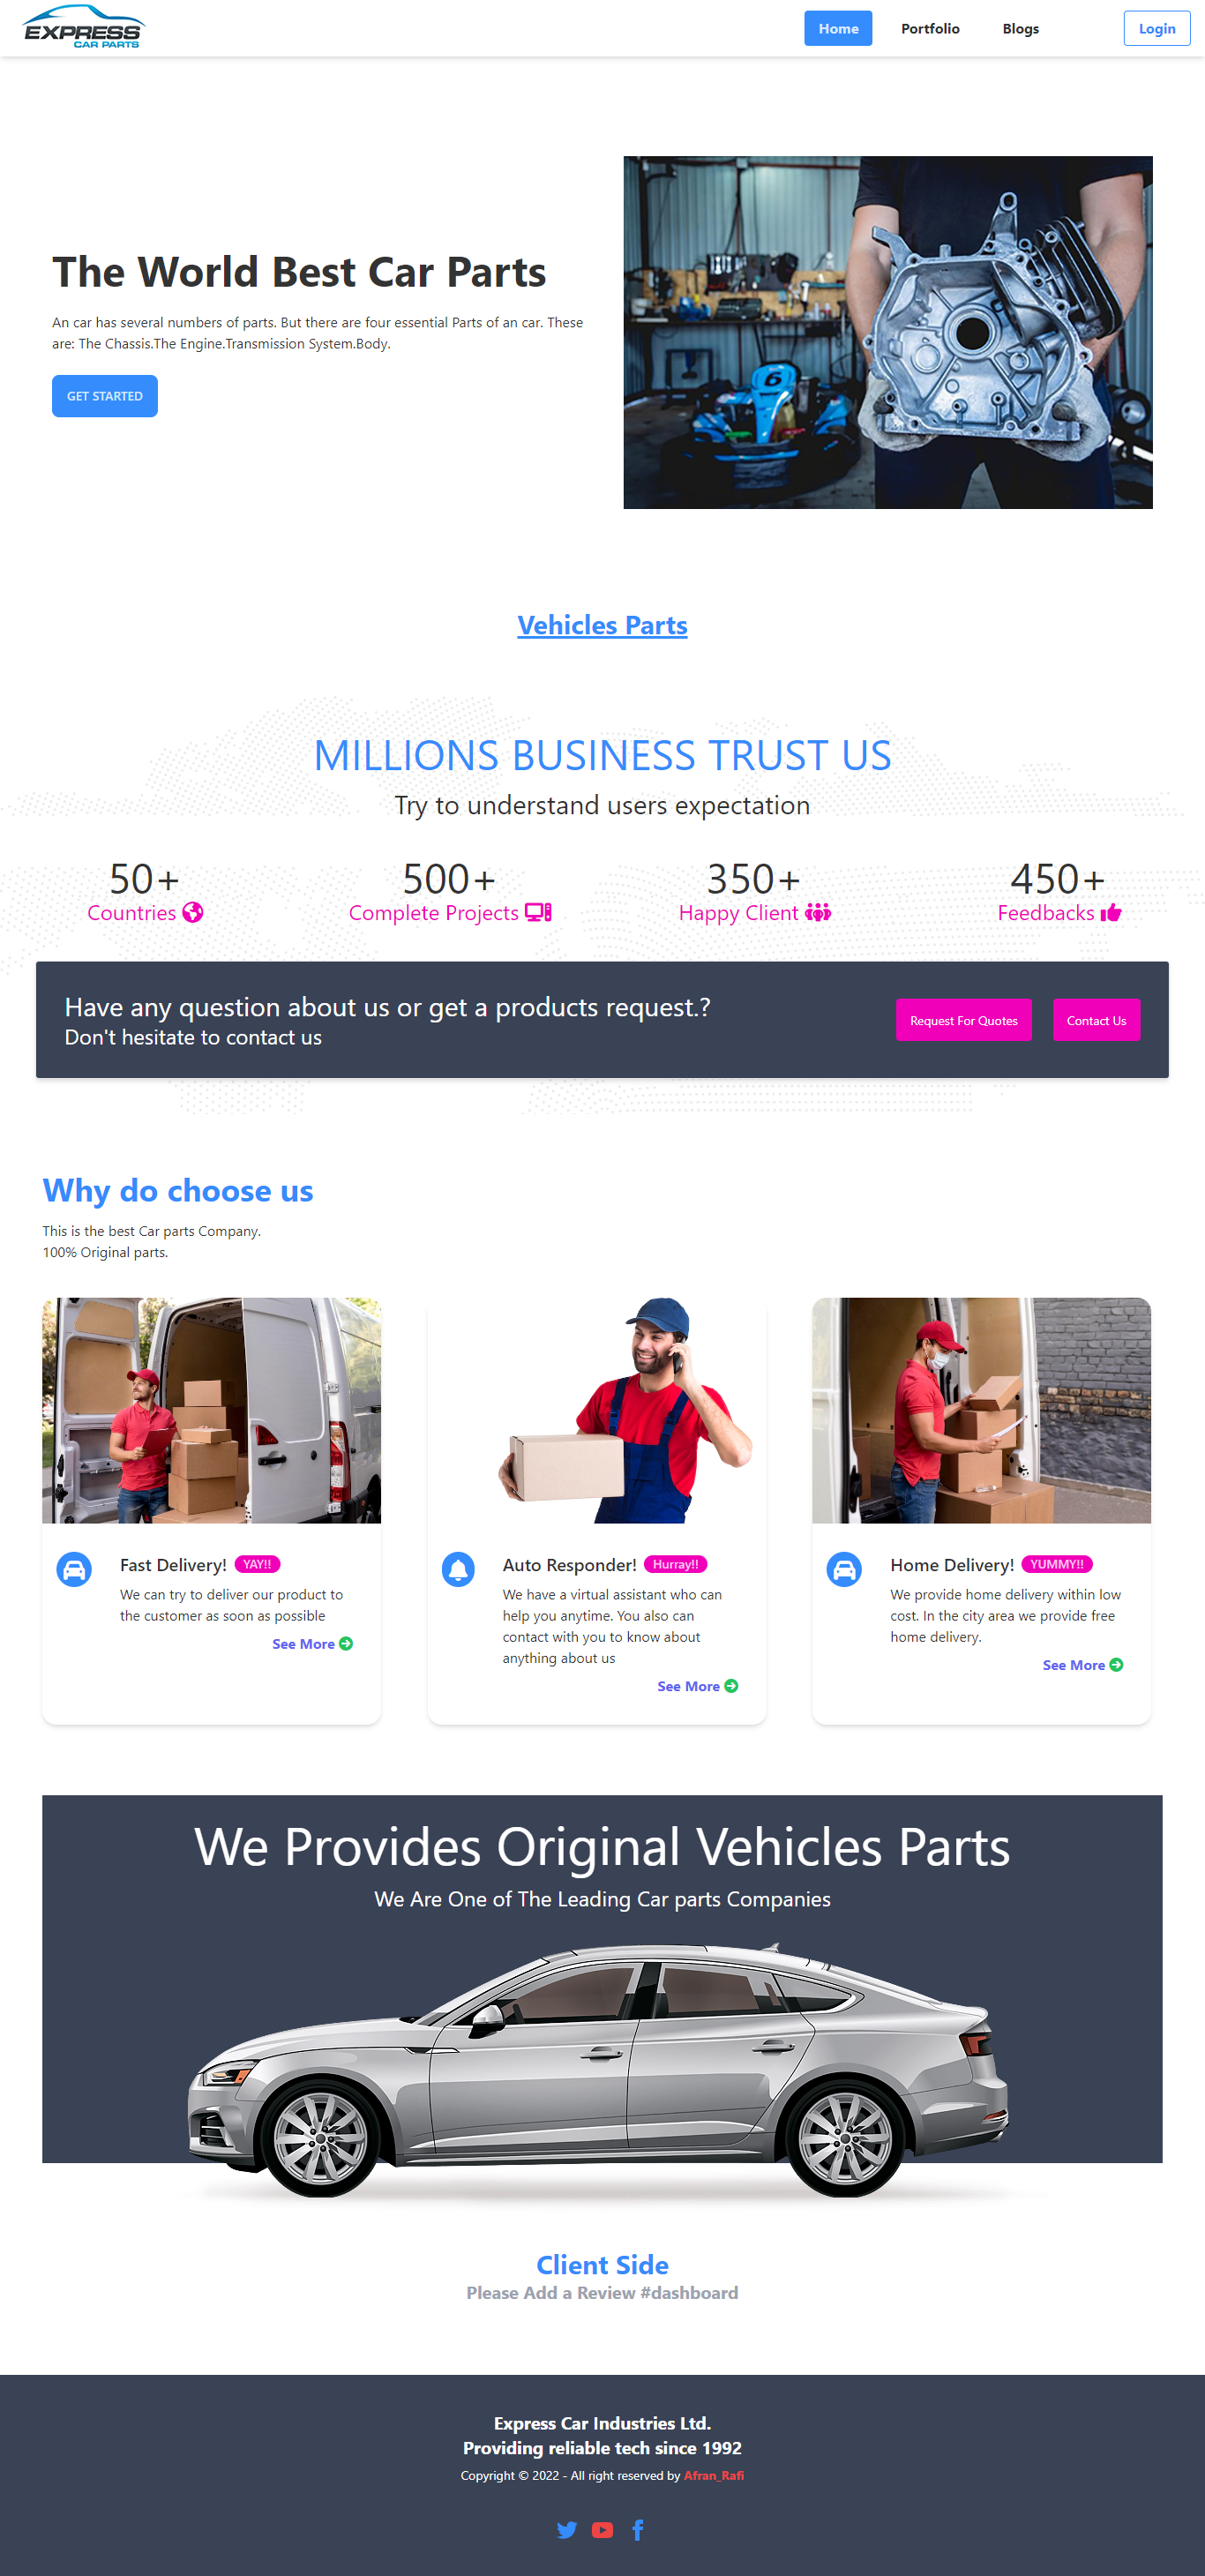 EXPRESS
CAR PARTS
Home
Portfolio
Blogs
Login
The World Best Car Parts
An car has several numbers of parts. But there are four essential Parts of an car. These
are: The Chassis.The Engine.Transmission System.Body.
GET STARTED
6
Vehicles Parts
MILLIONS BUSINESS TRUST US
Try to understand users expectation
50+
Countries
500+
Complete Projects
350+
Happy Client
450+
Feedbacks
Have any question about us or get a products request.?
Don't hesitate to contact us
Request For Quotes
Contact Us
Why do choose us
This is the best Car parts Company.
100% Original parts.
Fast Delivery! YAY!!
We can try to deliver our product to
the customer as soon as possible
See More
Auto Responder! Hurray!!
We have a virtual assistant who can
help you anytime. You also can
contact with you to know about
anything about us
See More
Home Delivery! YUMMY!!
We provide home delivery within low
cost. In the city area we provide free
home delivery.
See More
We Provides Original Vehicles Parts
We Are One of The Leading Car parts Companies
Client Side
Please Add a Review #dashboard
Express Car Industries Ltd.
Providing reliable tech since 1992
Copyright © 2022 - All right reserved by Afran_Rafi